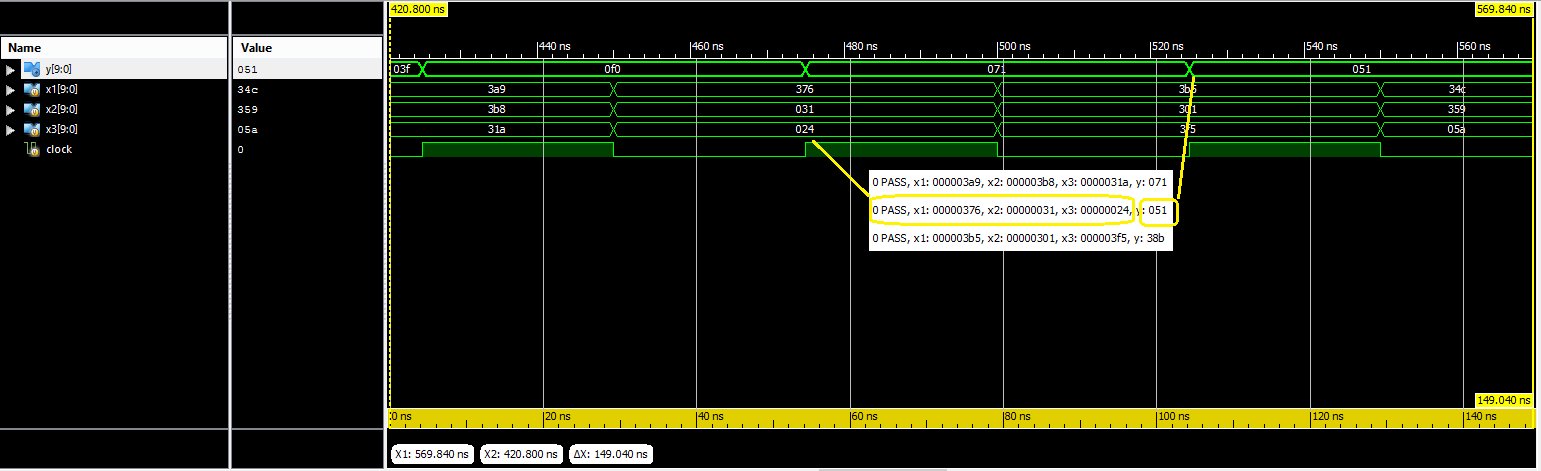 420.800 ns 569.840 ns
Name Value 440 ns 460 ns 480 ns 500 ns 520 ns 540 ns 560 ns
y[9:0] 051 03f 0f0 071 051
x1[9:0] 34c 3a9 376 3b5 34c
x2[9:0] 359 3b8 031 301 359
x3[9:0] 05a 31a 024 3f5 05a
clock 0
0 PASS, x1: 000003a9, x2: 000003b8, x3: 0000031a, y: 071
0 PASS, x1: 00000376, x2: 00000031, x3: 00000024, y: 051
0 PASS, x1: 000003b5, x2: 00000301, x3: 000003f5, y: 38b
149.040 ns
0 ns 20 ns 40 ns 60 ns 80 ns 100 ns 120 ns 140 ns
X1: 569.840 ns X2: 420.800 ns ΔX: 149.040 ns